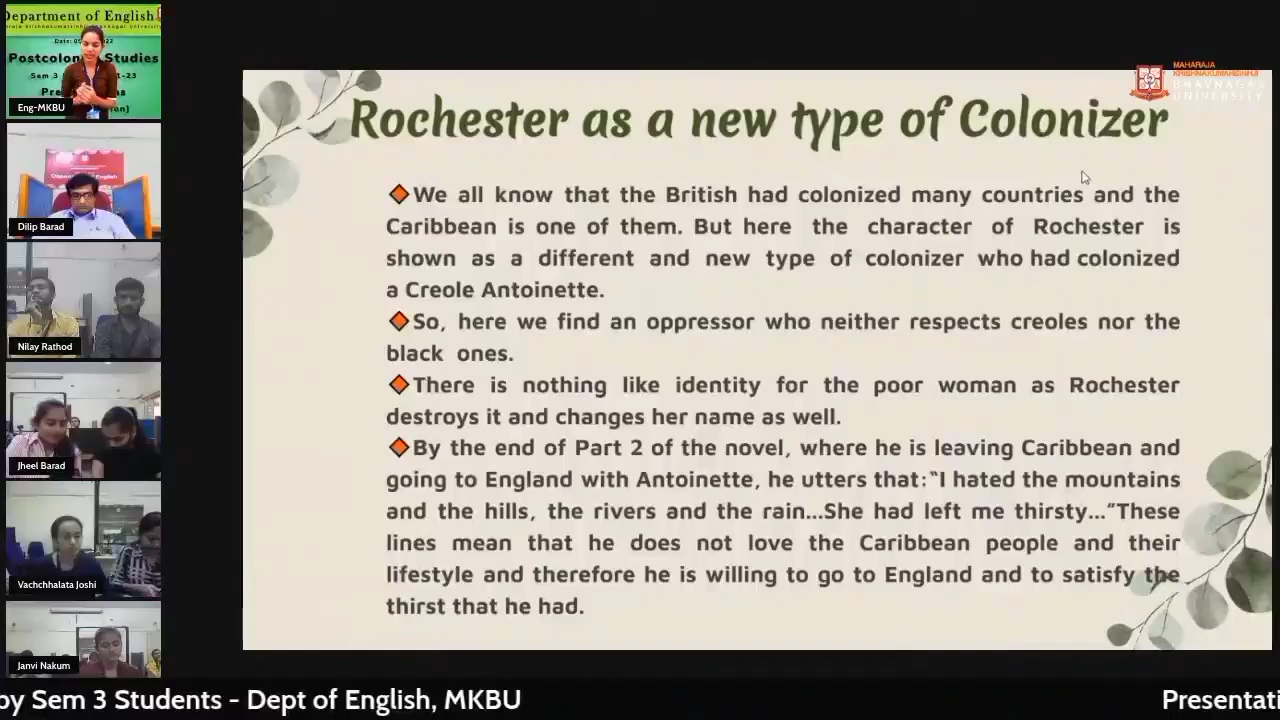 Department of English
Postcolon Studies
Sem 3
Eng-MKBU
Dilip Barad
Nilay Rathod
Jheel Barad
Vachchhalata Joshi
Janvi Nakum
MAHARAJA
KRISHNAKUMARSINHJI
BHAVNAGAR
UNIVERSITY
Rochester as a new type of Colonizer
We all know that the British had colonized many countries and the
Caribbean is one of them. But here the character of Rochester is
shown as a different and new type of colonizer who had colonized
a Creole Antoinette.
So, here we find an oppressor who neither respects creoles nor the
black ones.
There is nothing like identity for the poor woman as Rochester
destroys it and changes her name as well.
By the end of Part 2 of the novel, where he is leaving Caribbean and
going to England with Antoinette, he utters that:“I hated the mountains
and the hills, the rivers and the rain...She had left me thirsty...”These
lines mean that he does not love the Caribbean people and their
lifestyle and therefore he is willing to go to England and to satisfy the
thirst that he had.
by Sem 3 Students - Dept of English, MKBU
Presentati